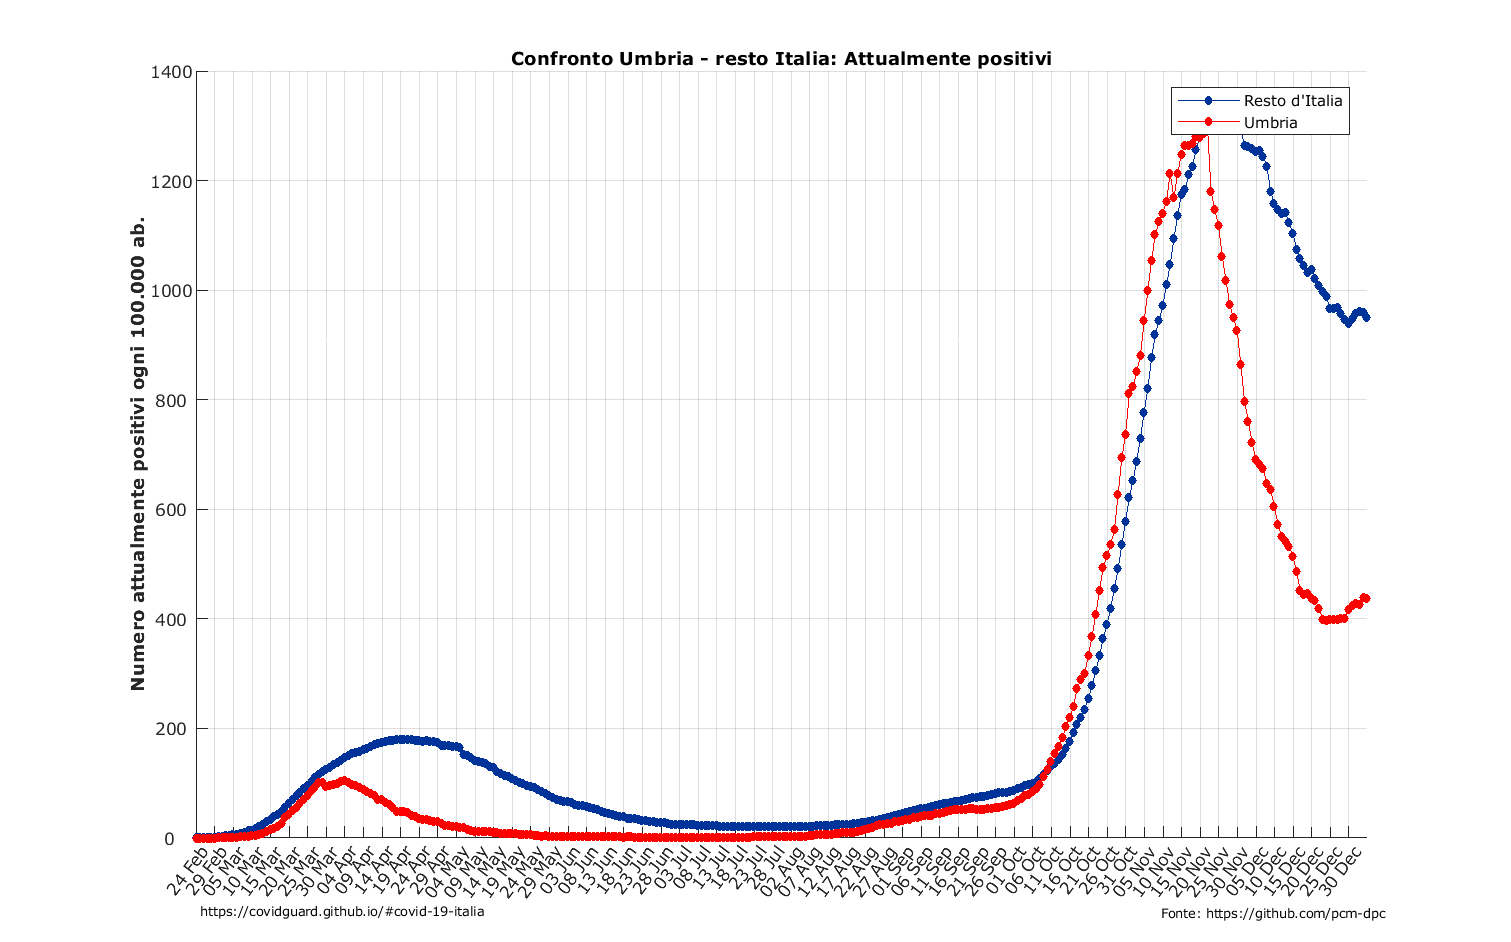 Confronto Umbria - resto Italia: Attualmente positivi
Numero attualmente positivi ogni 100.000 ab.
1400
1200
1000
800
600
400
200
0
Resto d'Italia
Umbria
24 Feb
29 Feb
05 Mar
10 Mar
15 Mar
20 Mar
25 Mar
30 Mar
04 Apr
09 Apr
14 Apr
19 Apr
24 Apr
29 Apr
04 May
09 May
14 May
19 May
24 May
29 May
03 Jun
08 Jun
13 Jun
18 Jun
23 Jun
28 Jun
03 Jul
08 Jul
13 Jul
18 Jul
23 Jul
28 Jul
02 Aug
07 Aug
12 Aug
17 Aug
22 Aug
27 Aug
01 Sep
06 Sep
11 Sep
16 Sep
21 Sep
26 Sep
01 Oct
06 Oct
11 Oct
16 Oct
21 Oct
26 Oct
31 Oct
05 Nov
10 Nov
15 Nov
20 Nov
25 Nov
30 Nov
05 Dec
10 Dec
15 Dec
20 Dec
25 Dec
30 Dec
https://covidguard.github.io/#covid-19-italia
Fonte: https://github.com/pcm-dpc